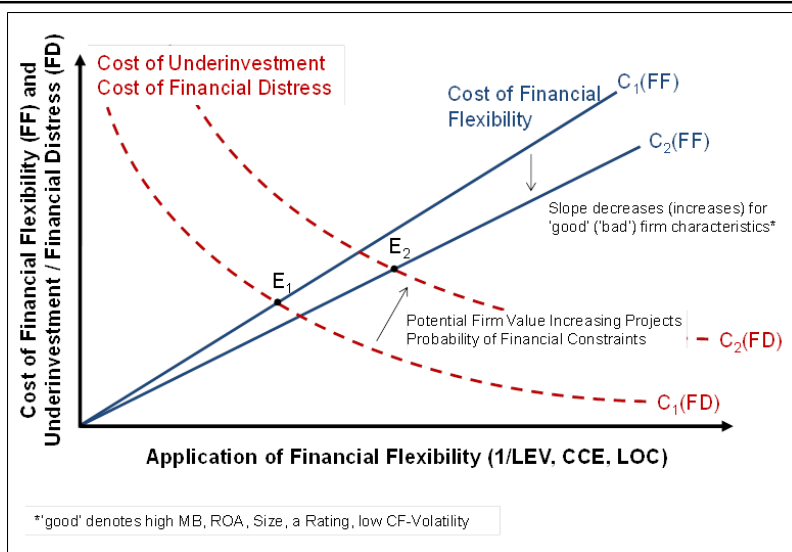 Cost of Financial Flexibility (FF) and
Underinvestment / Financial Distress (FD)
Cost of Underinvestment
Cost of Financial Distress
Cost of Financial
Flexibility
C₁(FF)
C₂(FF)
Slope decreases (increases) for
'good' ('bad') firm characteristics*
E₁
E₂
Potential Firm Value Increasing Projects
Probability of Financial Constraints
C₂(FD)
C₁(FD)
Application of Financial Flexibility (1/LEV, CCE, LOC)
*'good' denotes high MB, ROA, Size, a Rating, low CF-Volatility